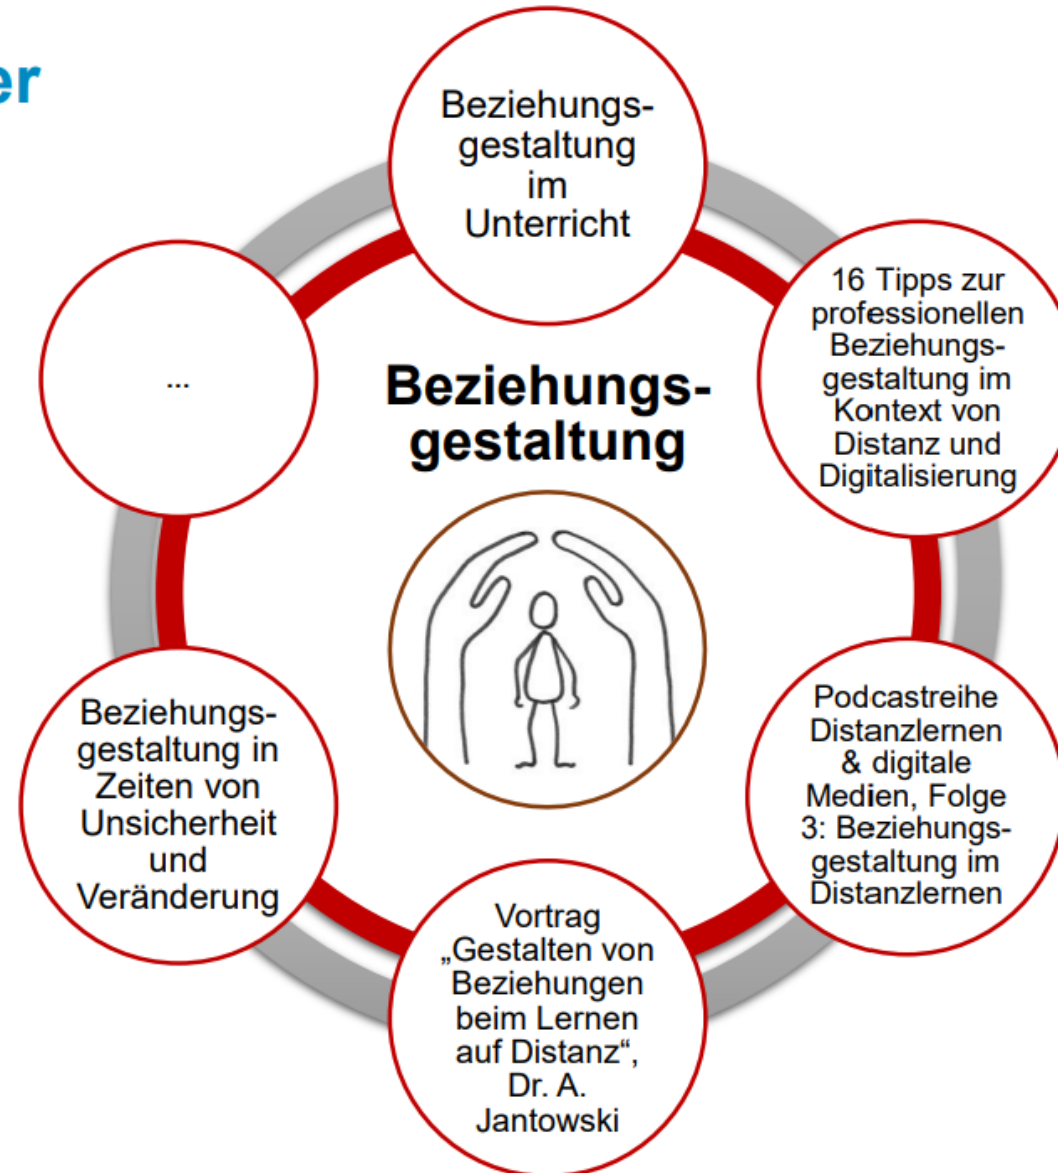 er
Beziehungs-
gestaltung
im
Unterricht
16 Tipps zur
professionellen
Beziehungs-
gestaltung im
Kontext von
Distanz und
Digitalisierung
Podcastreihe
Distanzlernen
& digitale
Medien, Folge
3: Beziehungs-
gestaltung im
Distanzlernen
Vortrag
„Gestalten von
Beziehungen
beim Lernen
auf Distanz“,
Dr. A.
Jantowski
Beziehungs-
gestaltung in
Zeiten von
Unsicherheit
und
Veränderung
...
Beziehungs-
gestaltung